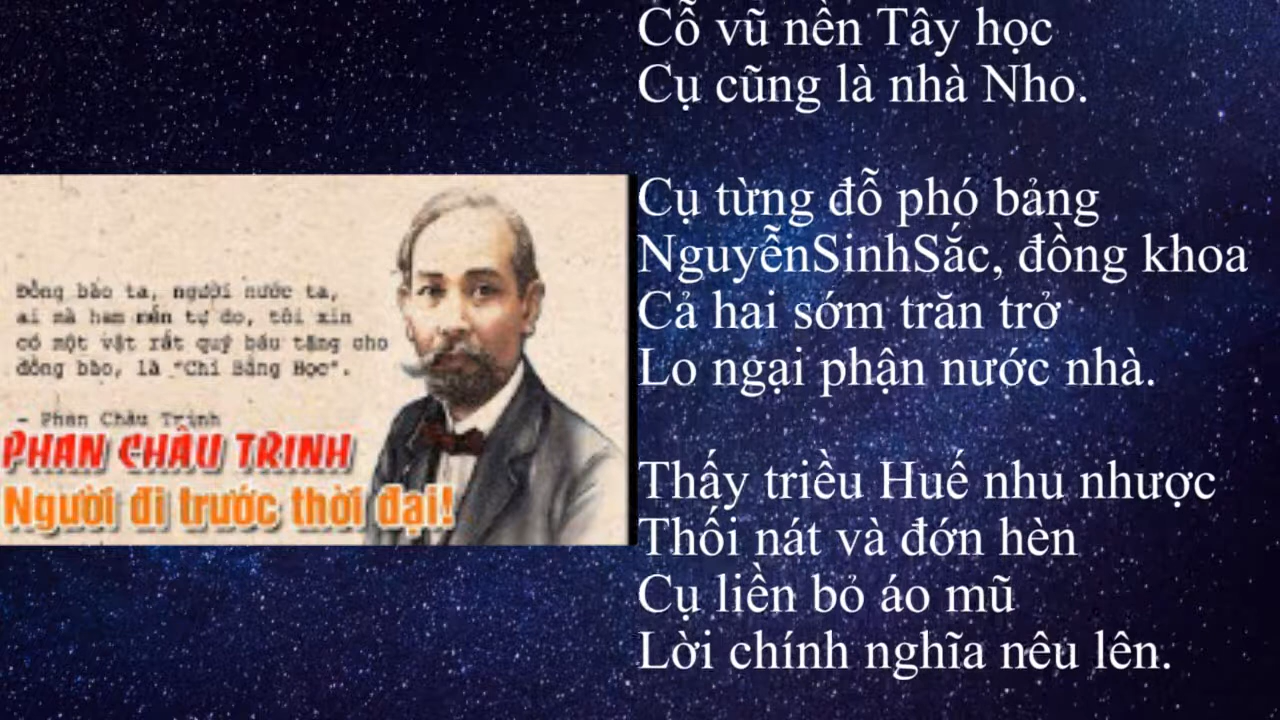 Đồng bào ta, người nước ta,
ai mà ham mến tự do, tôi xin
có một vật rất quý báu tặng cho
đồng bào, là "Chi Bằng Học".
- Phan Châu Trinh
PHAN CHÂU TRINH
Người đi trước thời đại!
Cỗ vũ nền Tây học
Cụ cũng là nhà Nho.
Cụ từng đỗ phó bảng
NguyễnSinhSắc, đồng khoa
Cả hai sớm trăn trở
Lo ngại phận nước nhà.
Thấy triều Huế nhu nhược
Thối nát và đớn hèn
Cụ liền bỏ áo mũ
Lời chính nghĩa nêu lên.